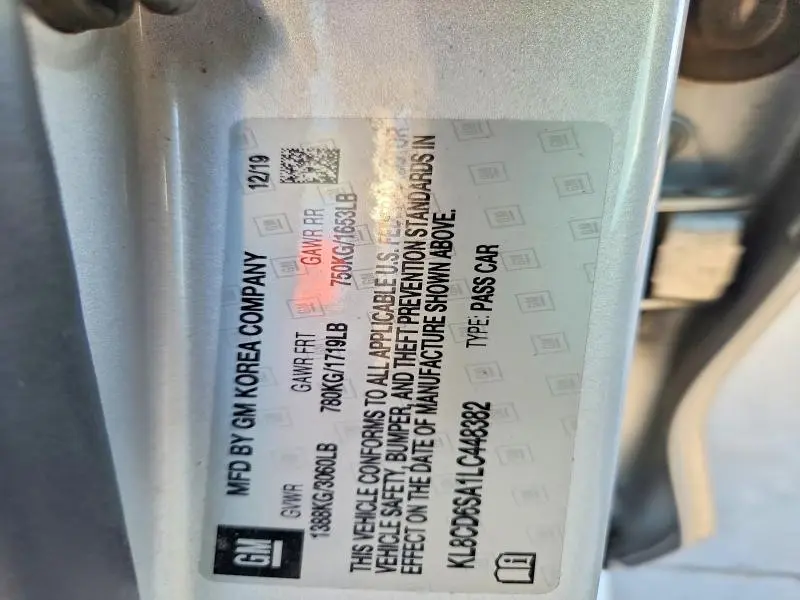 GM
MFD BY GM KOREA COMPANY
12/19
GVWR
GAWR FRT
GAWR RR
1388KG/3060LB
780KG/1719LB
750KG/1653LB
THIS VEHICLE CONFORMS TO ALL APPLICABLE U.S.
VEHICLE SAFETY, BUMPER, AND THEFT PREVENTION STANDARDS IN
EFFECT ON THE DATE OF MANUFACTURE SHOWN ABOVE.
KL8CD6SA1LC448382
TYPE: PASS CAR